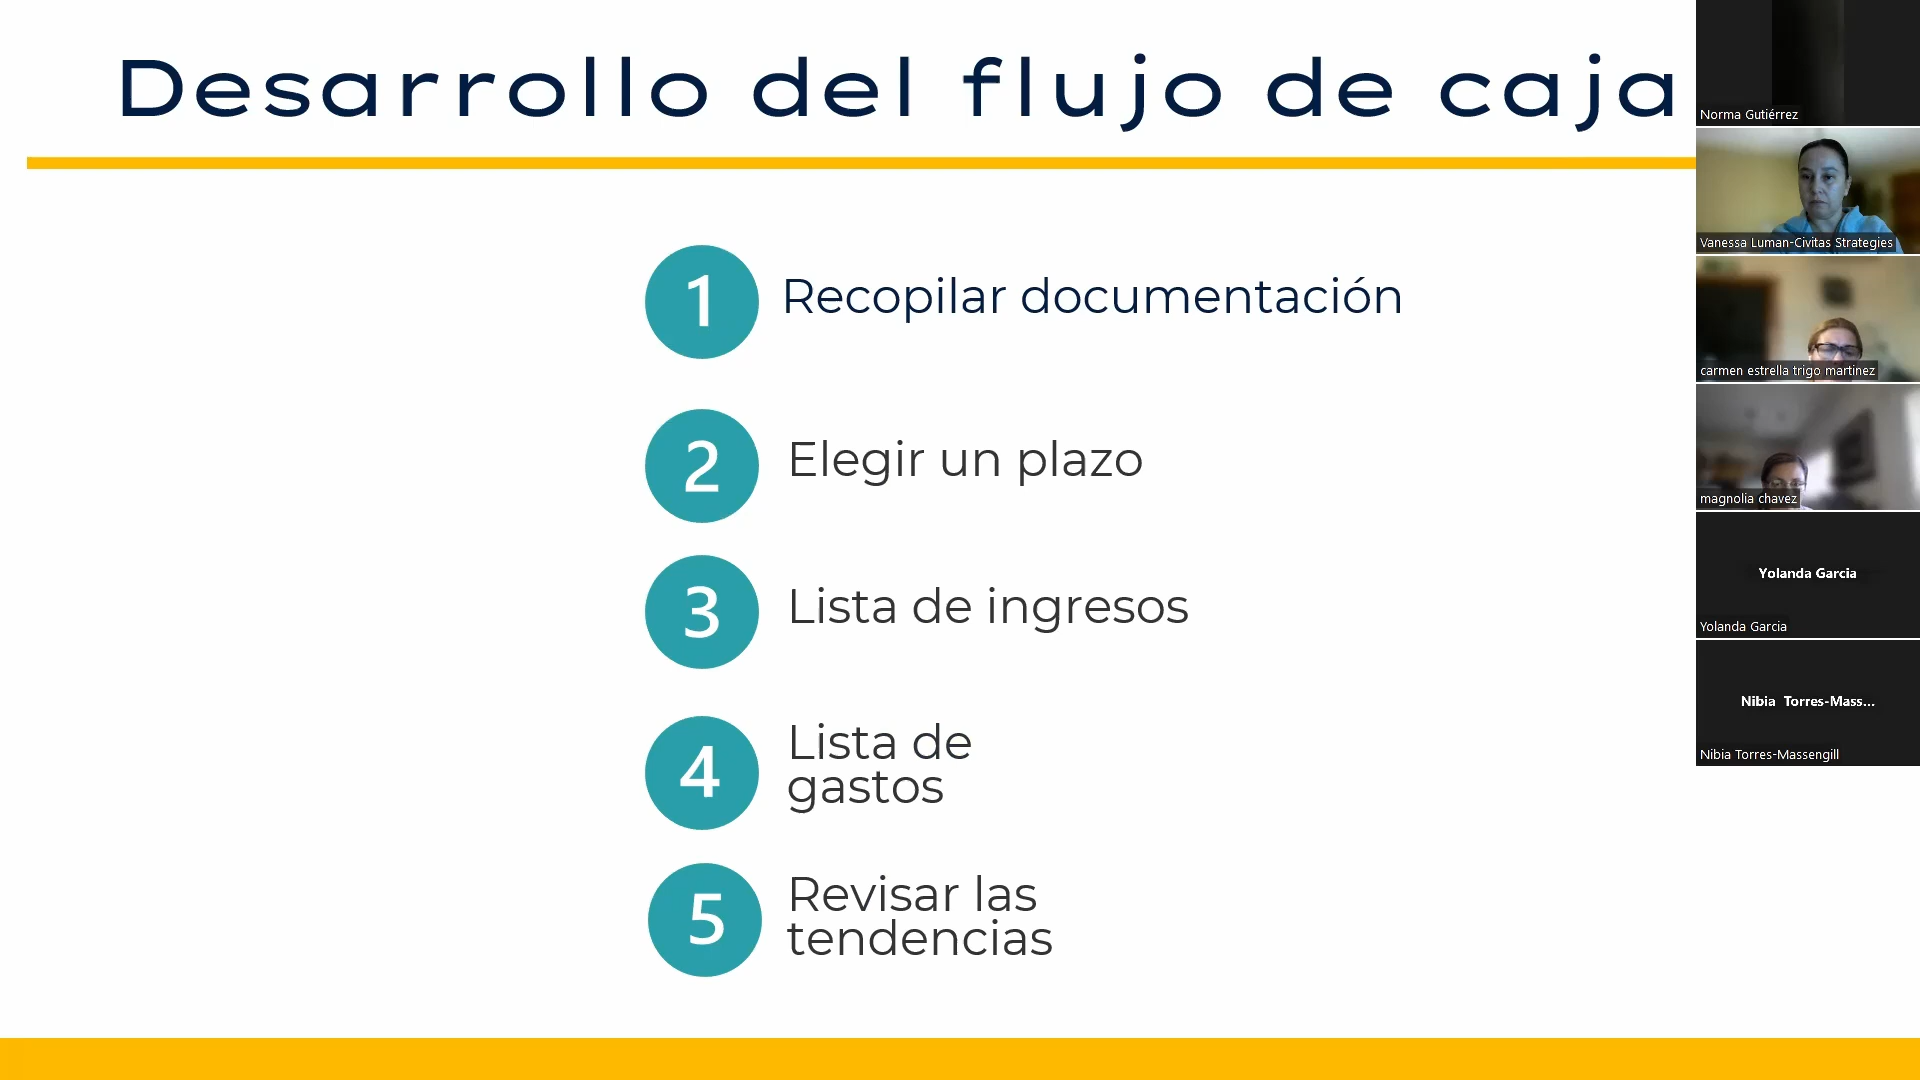 Desarrollo del flujo de caja
1 Recopilar documentación
2 Elegir un plazo
3 Lista de ingresos
4 Lista de
gastos
5 Revisar las
tendencias
Norma Gutiérrez
Vanessa Luman-Civitas Strategies
carmen estrella trigo martinez
magnolia chavez
Yolanda Garcia
Yolanda Garcia
Nibia Torres-Mass...
Nibia Torres-Massengill